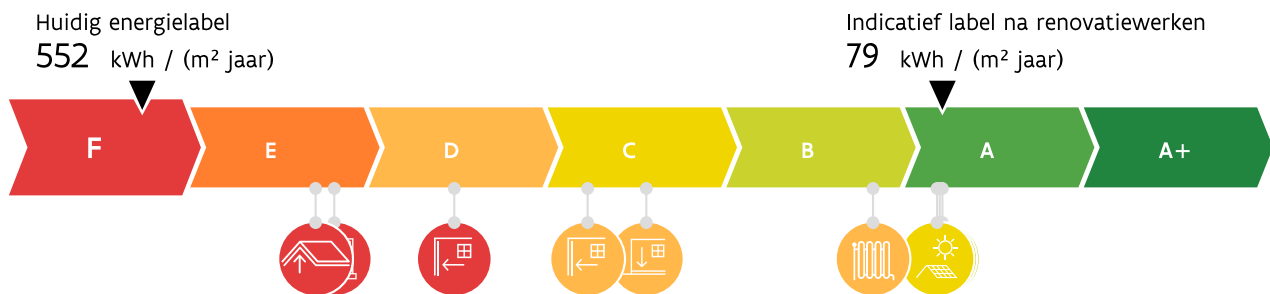 Huidig energielabel
552 kWh / (m² jaar)
Indicatief label na renovatiewerken
79 kWh / (m² jaar)
F E D C B A A+